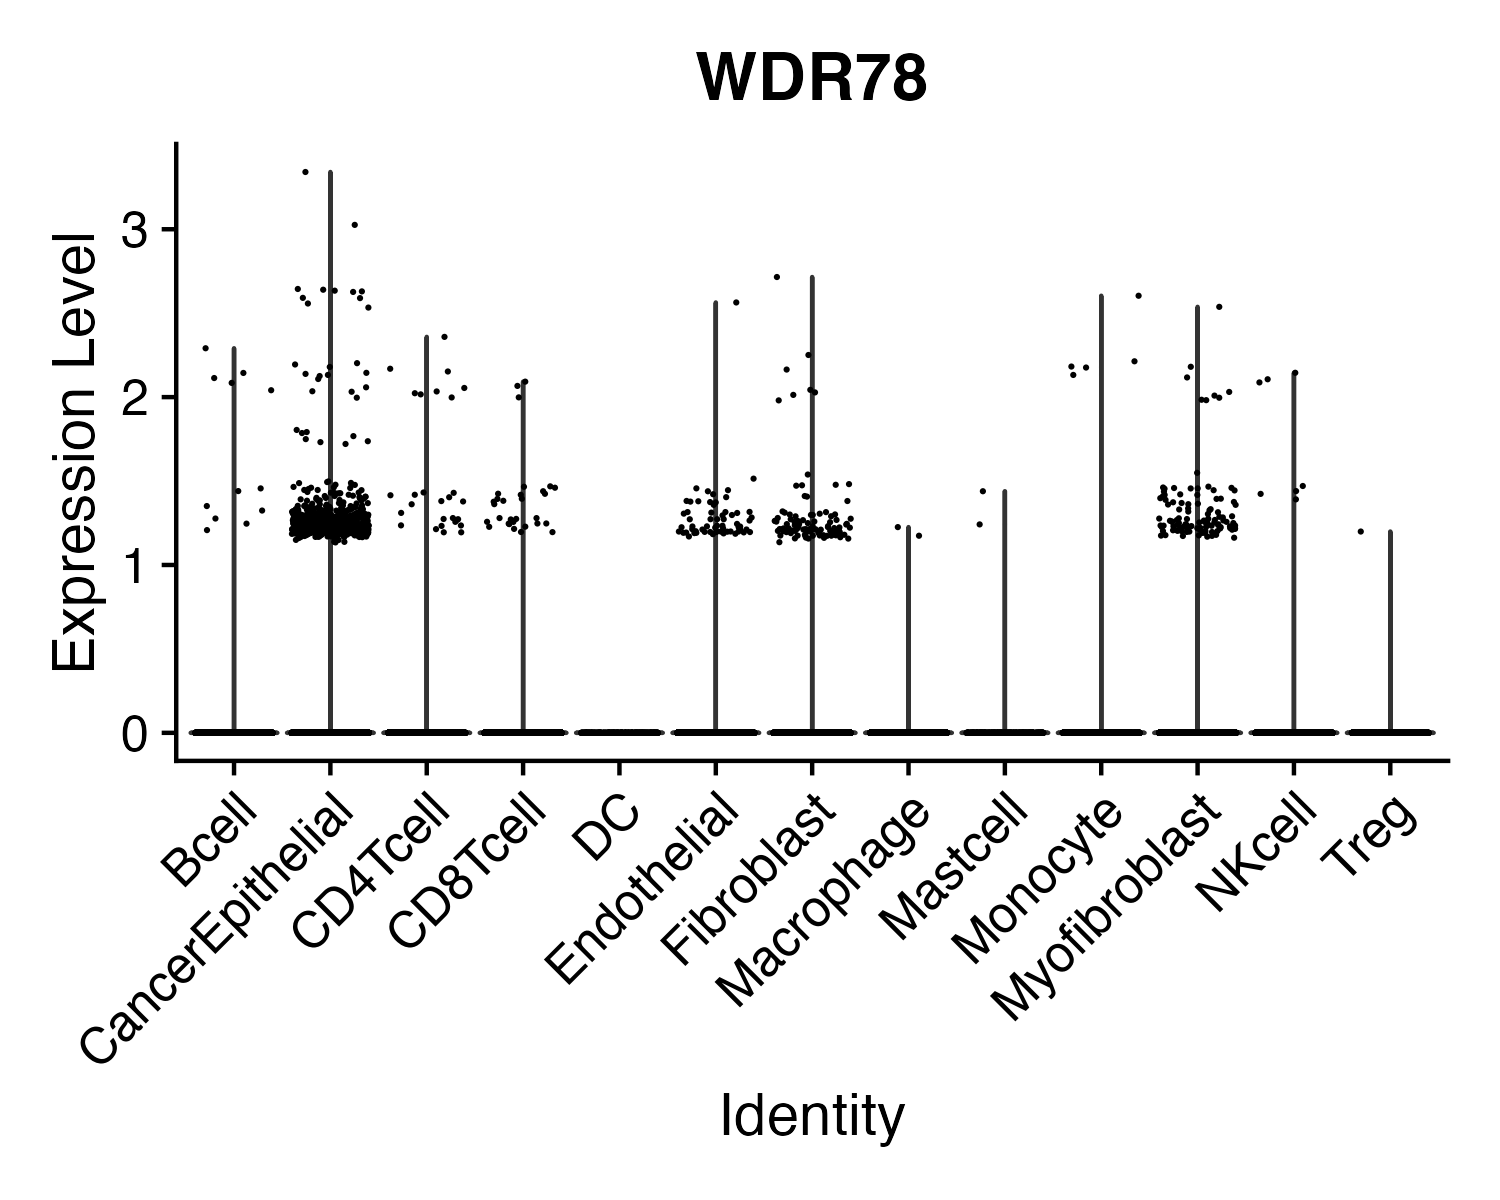 WDR78
Expression Level
3
2
1
0
Bcell
CancerEpithelial
CD4Tcell
CD8Tcell
DC
Endothelial
Fibroblast
Macrophage
Mastcell
Monocyte
Myofibroblast
NKcell
Treg
Identity